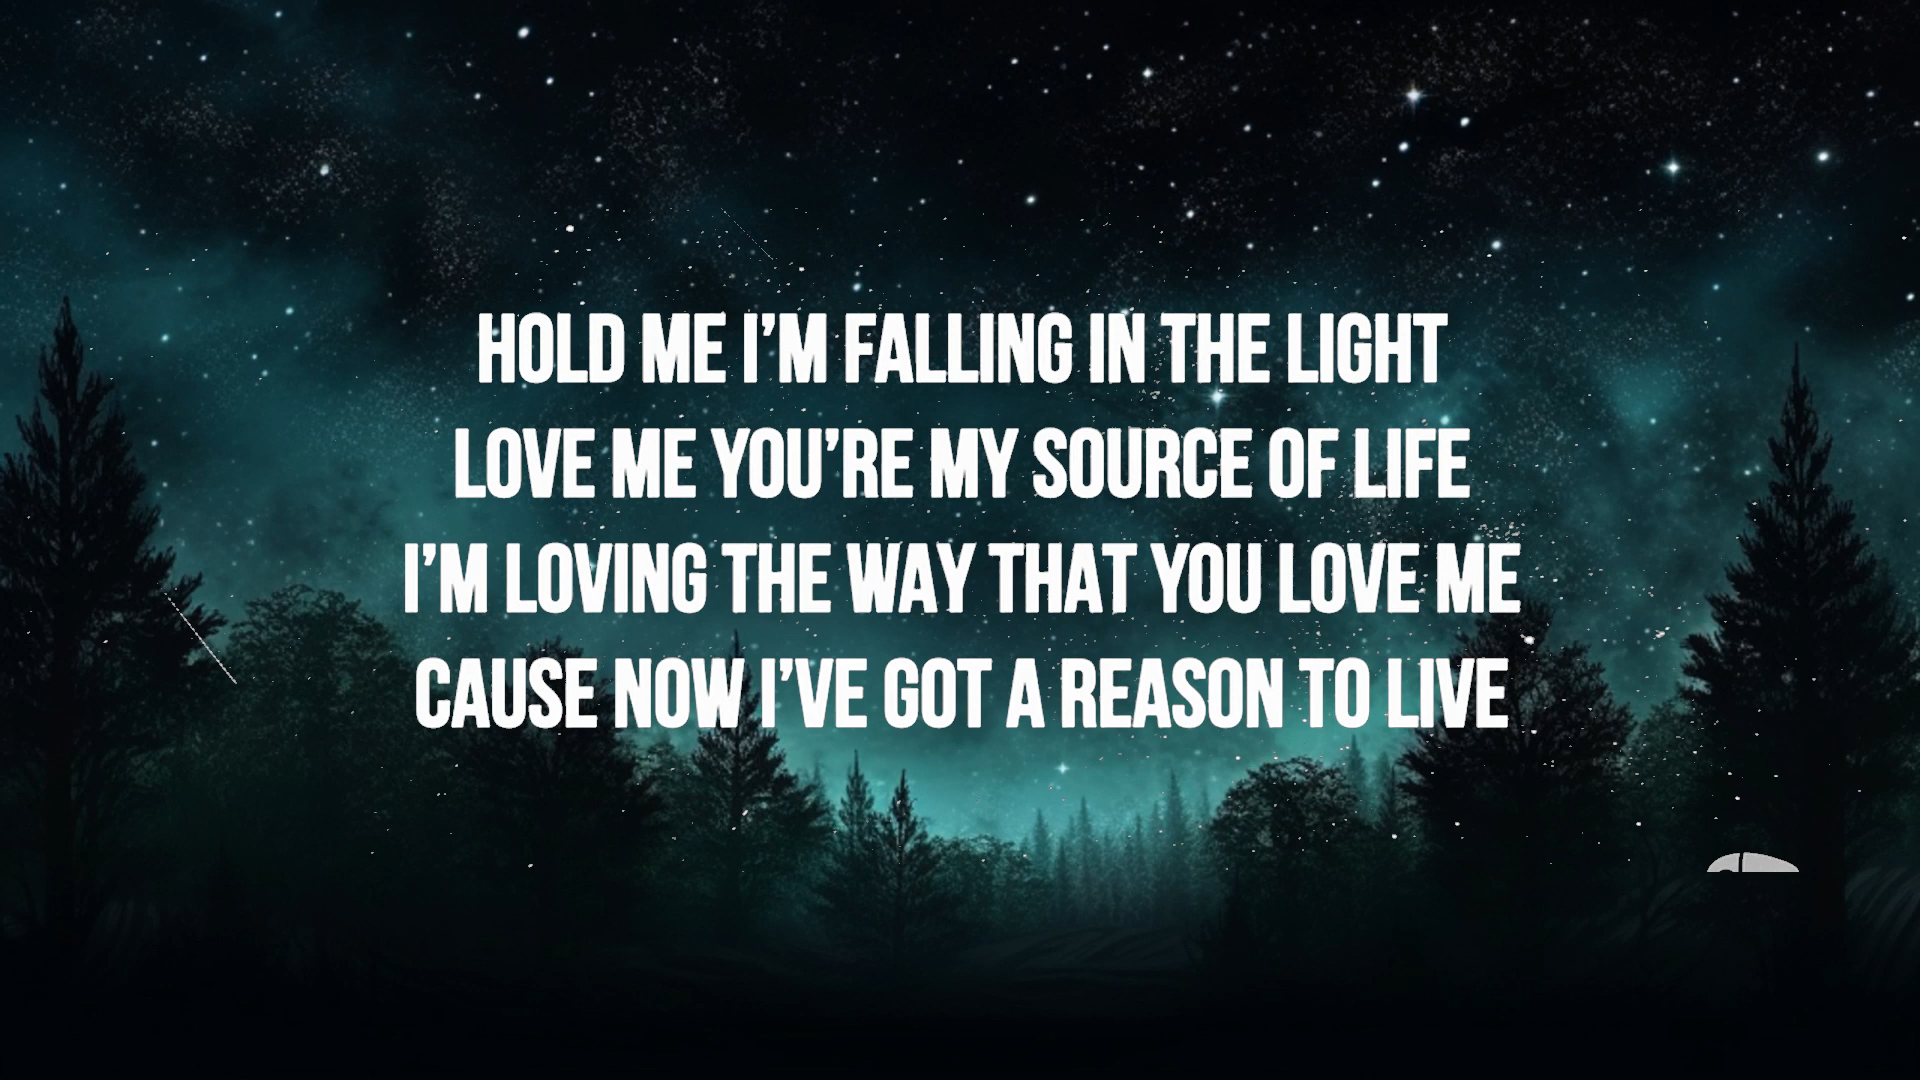 HOLD ME I’M FALLING IN THE LIGHT
LOVE ME YOU’RE MY SOURCE OF LIFE
I’M LOVING THE WAY THAT YOU LOVE ME
CAUSE NOW I’VE GOT A REASON TO LIVE